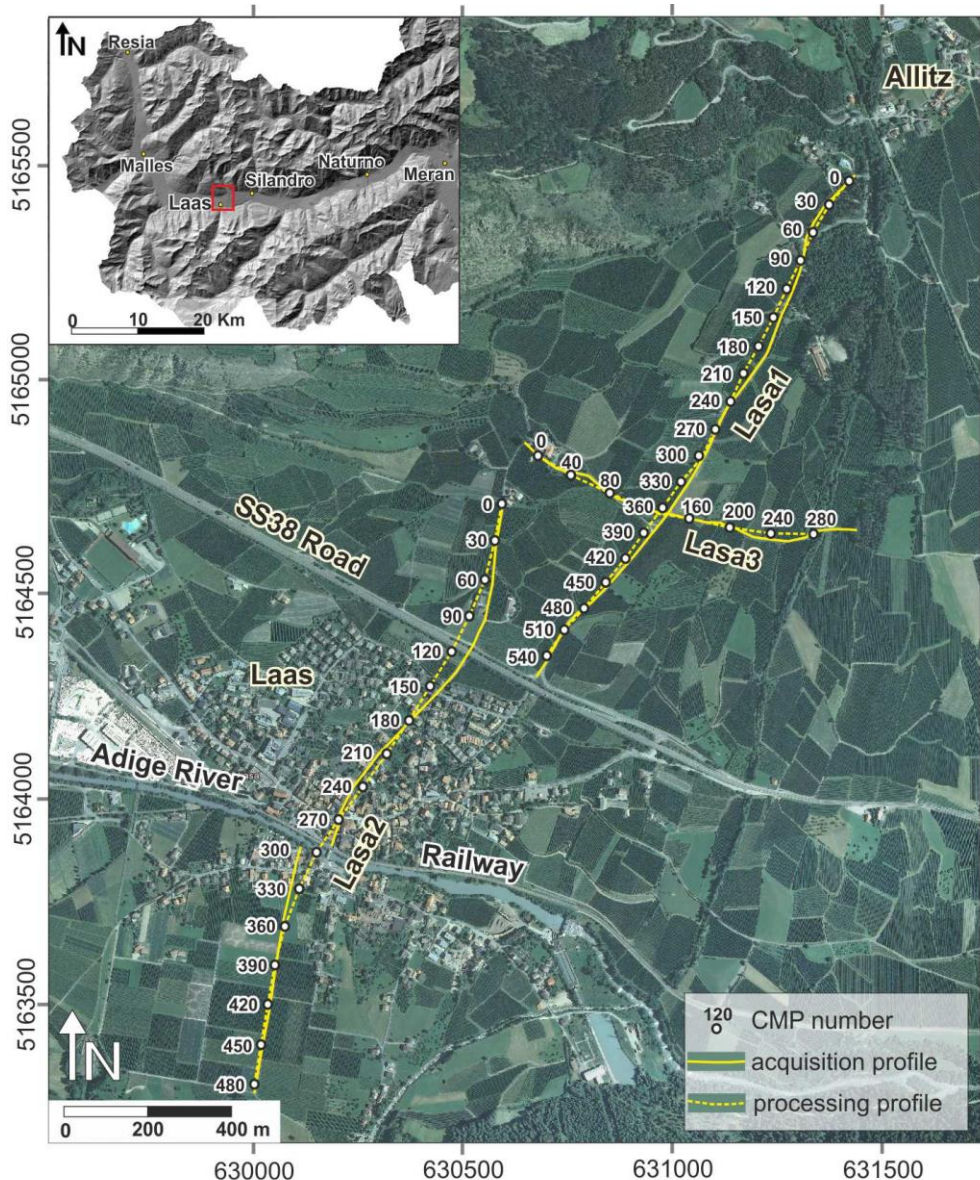 N
Resia
Malles
Laas
Silandro
Naturno
Meran
0 10 20 Km
Allitz
5165500
5165000
5164500
5164000
5163500
0
30
60
90
120
150
180
210
240
270
300
330
360
390
420
450
480
510
540
Lasa1
0
40
80
160
200
240
280
Lasa3
SS38 Road
0
30
60
90
120
150
180
210
240
270
300
330
360
390
420
450
480
Lasa2
Laas
Adige River
Railway
N
0 200 400 m
120 CMP number
acquisition profile
processing profile
630000 630500 631000 631500